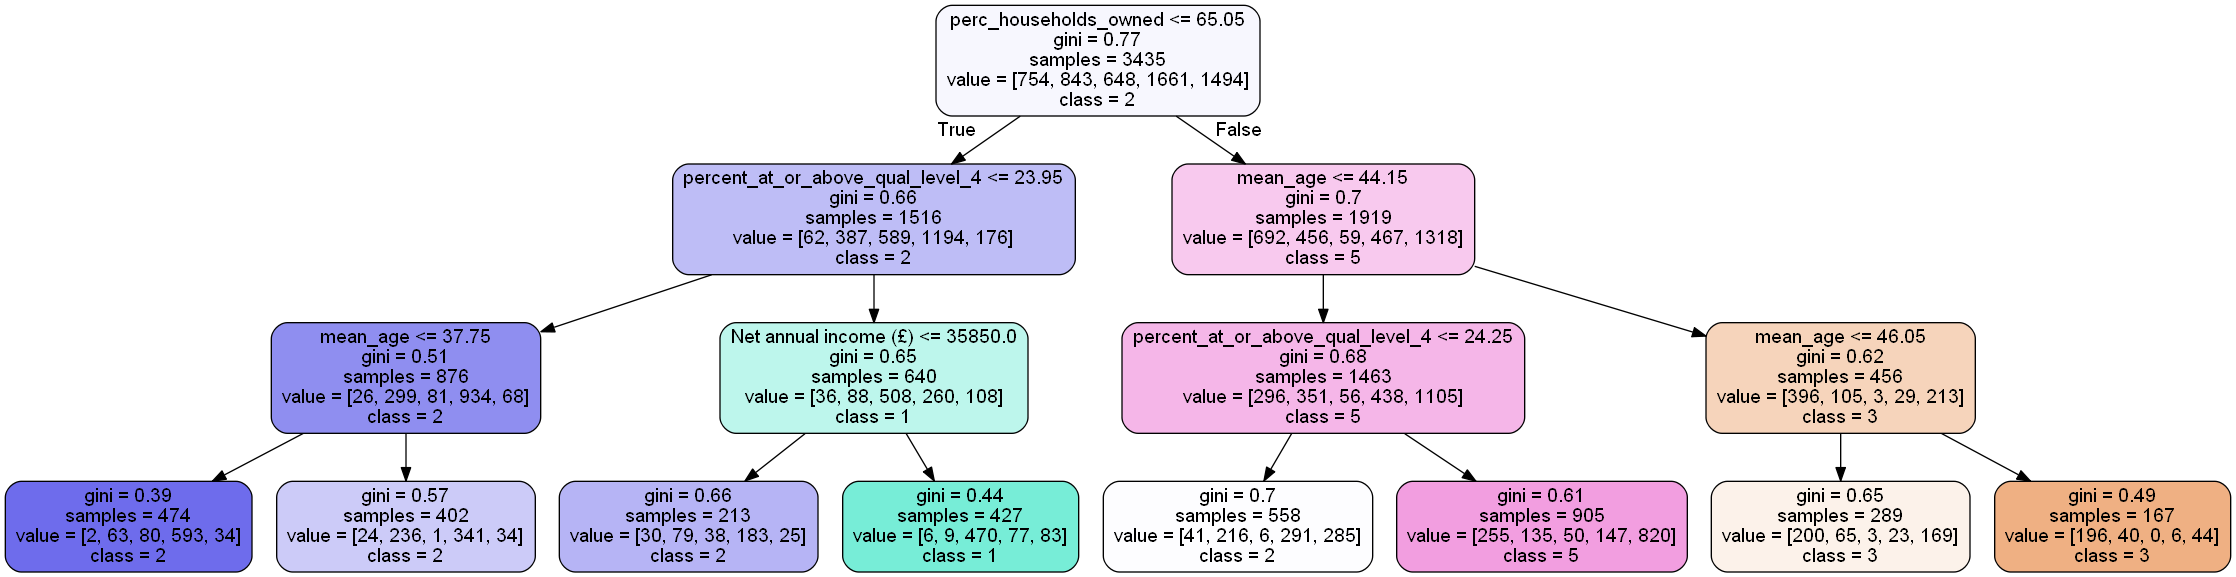 perc_households_owned <= 65.05
gini = 0.77
samples = 3435
value = [754, 843, 648, 1661, 1494]
class = 2
True
False
percent_at_or_above_qual_level_4 <= 23.95
gini = 0.66
samples = 1516
value = [62, 387, 589, 1194, 176]
class = 2
mean_age <= 44.15
gini = 0.7
samples = 1919
value = [692, 456, 59, 467, 1318]
class = 5
mean_age <= 37.75
gini = 0.51
samples = 876
value = [26, 299, 81, 934, 68]
class = 2
Net annual income (£) <= 35850.0
gini = 0.65
samples = 640
value = [36, 88, 508, 260, 108]
class = 1
percent_at_or_above_qual_level_4 <= 24.25
gini = 0.68
samples = 1463
value = [296, 351, 56, 438, 1105]
class = 5
mean_age <= 46.05
gini = 0.62
samples = 456
value = [396, 105, 3, 29, 213]
class = 3
gini = 0.39
samples = 474
value = [2, 63, 80, 593, 34]
class = 2
gini = 0.57
samples = 402
value = [24, 236, 1, 341, 34]
class = 2
gini = 0.66
samples = 213
value = [30, 79, 38, 183, 25]
class = 2
gini = 0.44
samples = 427
value = [6, 9, 470, 77, 83]
class = 1
gini = 0.7
samples = 558
value = [41, 216, 6, 291, 285]
class = 2
gini = 0.61
samples = 905
value = [255, 135, 50, 147, 820]
class = 5
gini = 0.65
samples = 289
value = [200, 65, 3, 23, 169]
class = 3
gini = 0.49
samples = 167
value = [196, 40, 0, 6, 44]
class = 3